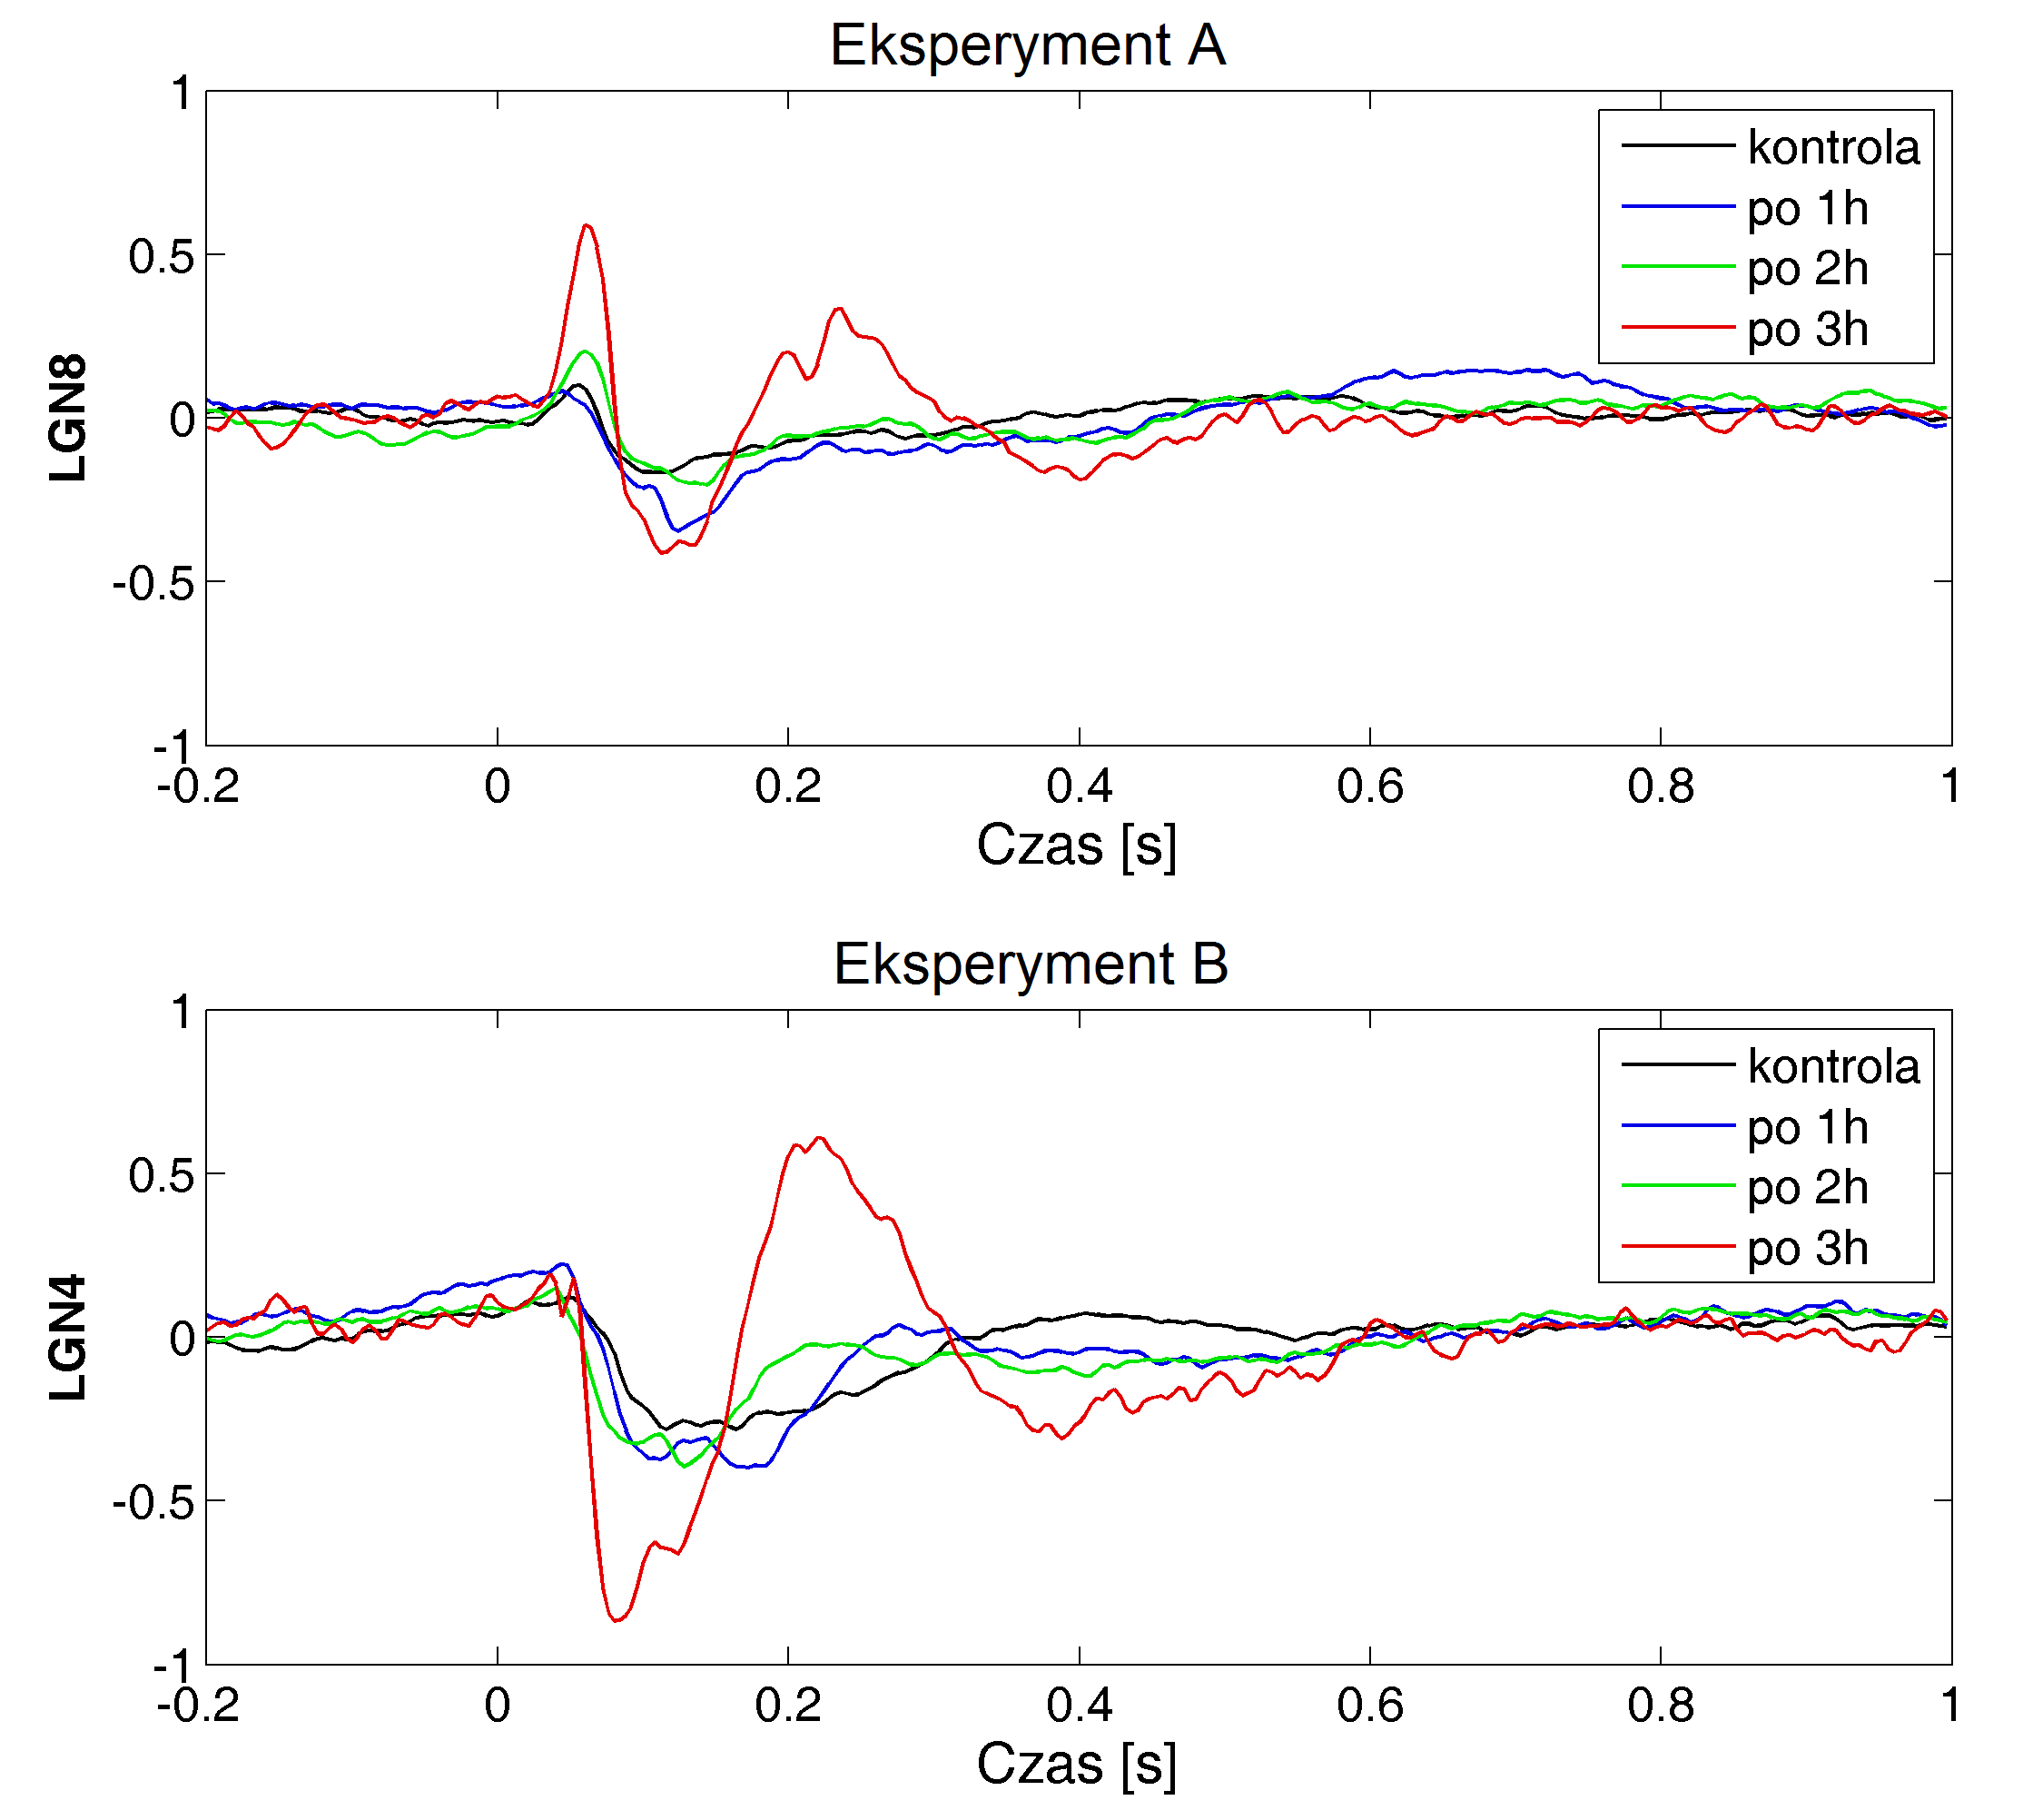 Eksperyment A
1
0.5
0
-0.5
-1
LGN8
kontrola
po 1h
po 2h
po 3h
-0.2 0 0.2 0.4 0.6 0.8 1
Czas [s]
Eksperyment B
1
0.5
0
-0.5
-1
LGN4
kontrola
po 1h
po 2h
po 3h
-0.2 0 0.2 0.4 0.6 0.8 1
Czas [s]